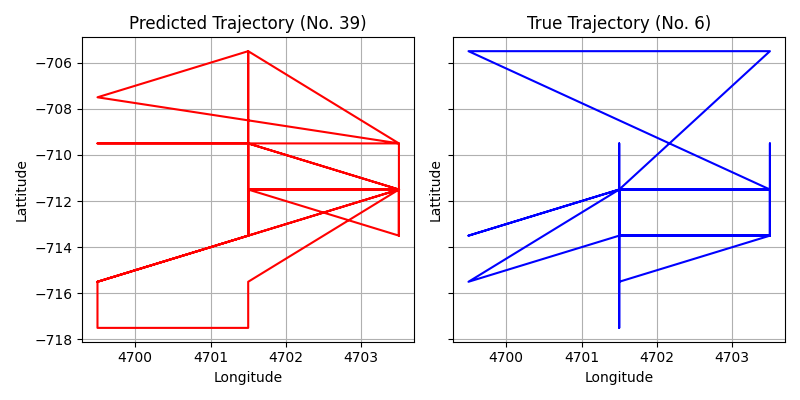 Predicted Trajectory (No. 39)
True Trajectory (No. 6)
Lattitude
−706
−708
−710
−712
−714
−716
−718
4700
4701
4702
4703
Longitude
Lattitude
4700
4701
4702
4703
Longitude